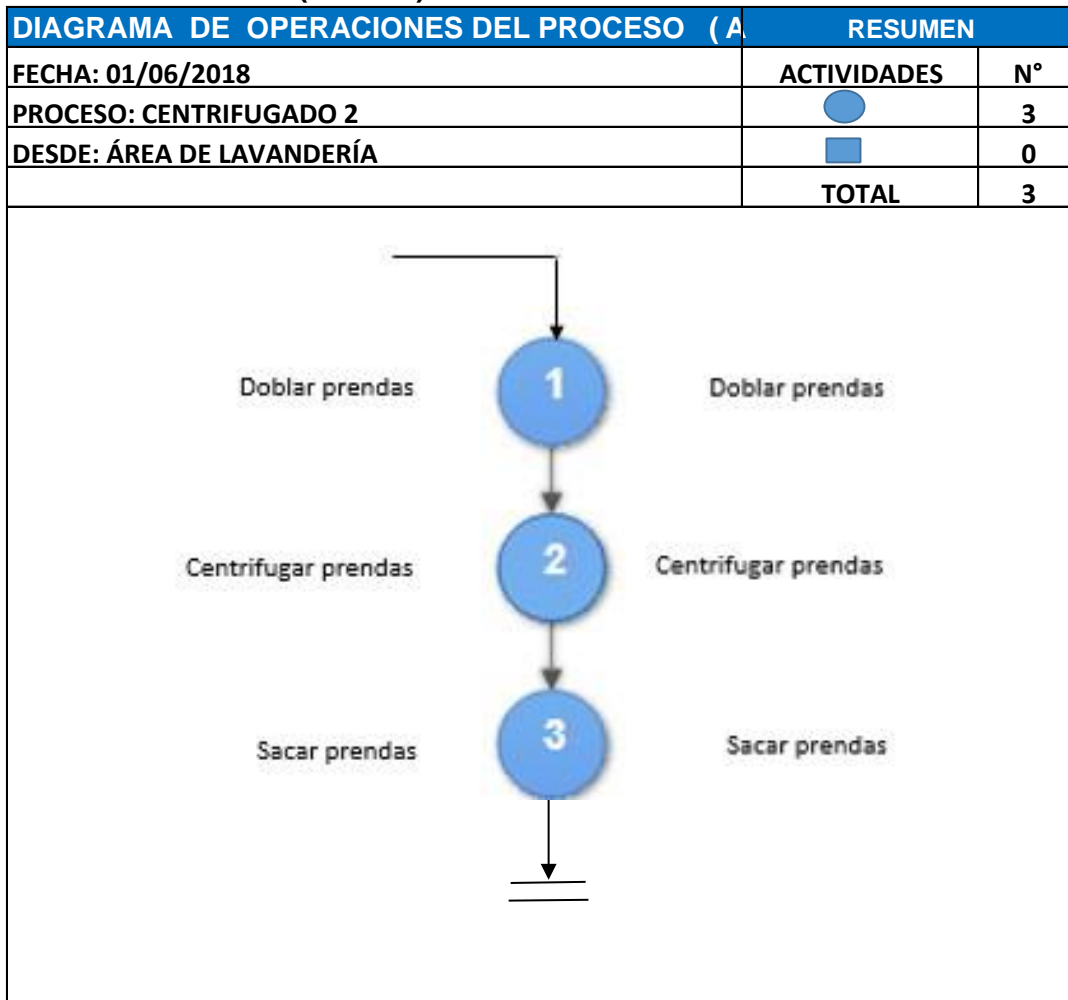 DIAGRAMA DE OPERACIONES DEL PROCESO ( A
RESUMEN
FECHA: 01/06/2018
ACTIVIDADES N°
PROCESO: CENTRIFUGADO 2
3
DESDE: ÁREA DE LAVANDERÍA
0
TOTAL 3
Doblar prendas 1 Doblar prendas
Centrifugar prendas 2 Centrifugar prendas
Sacar prendas 3 Sacar prendas